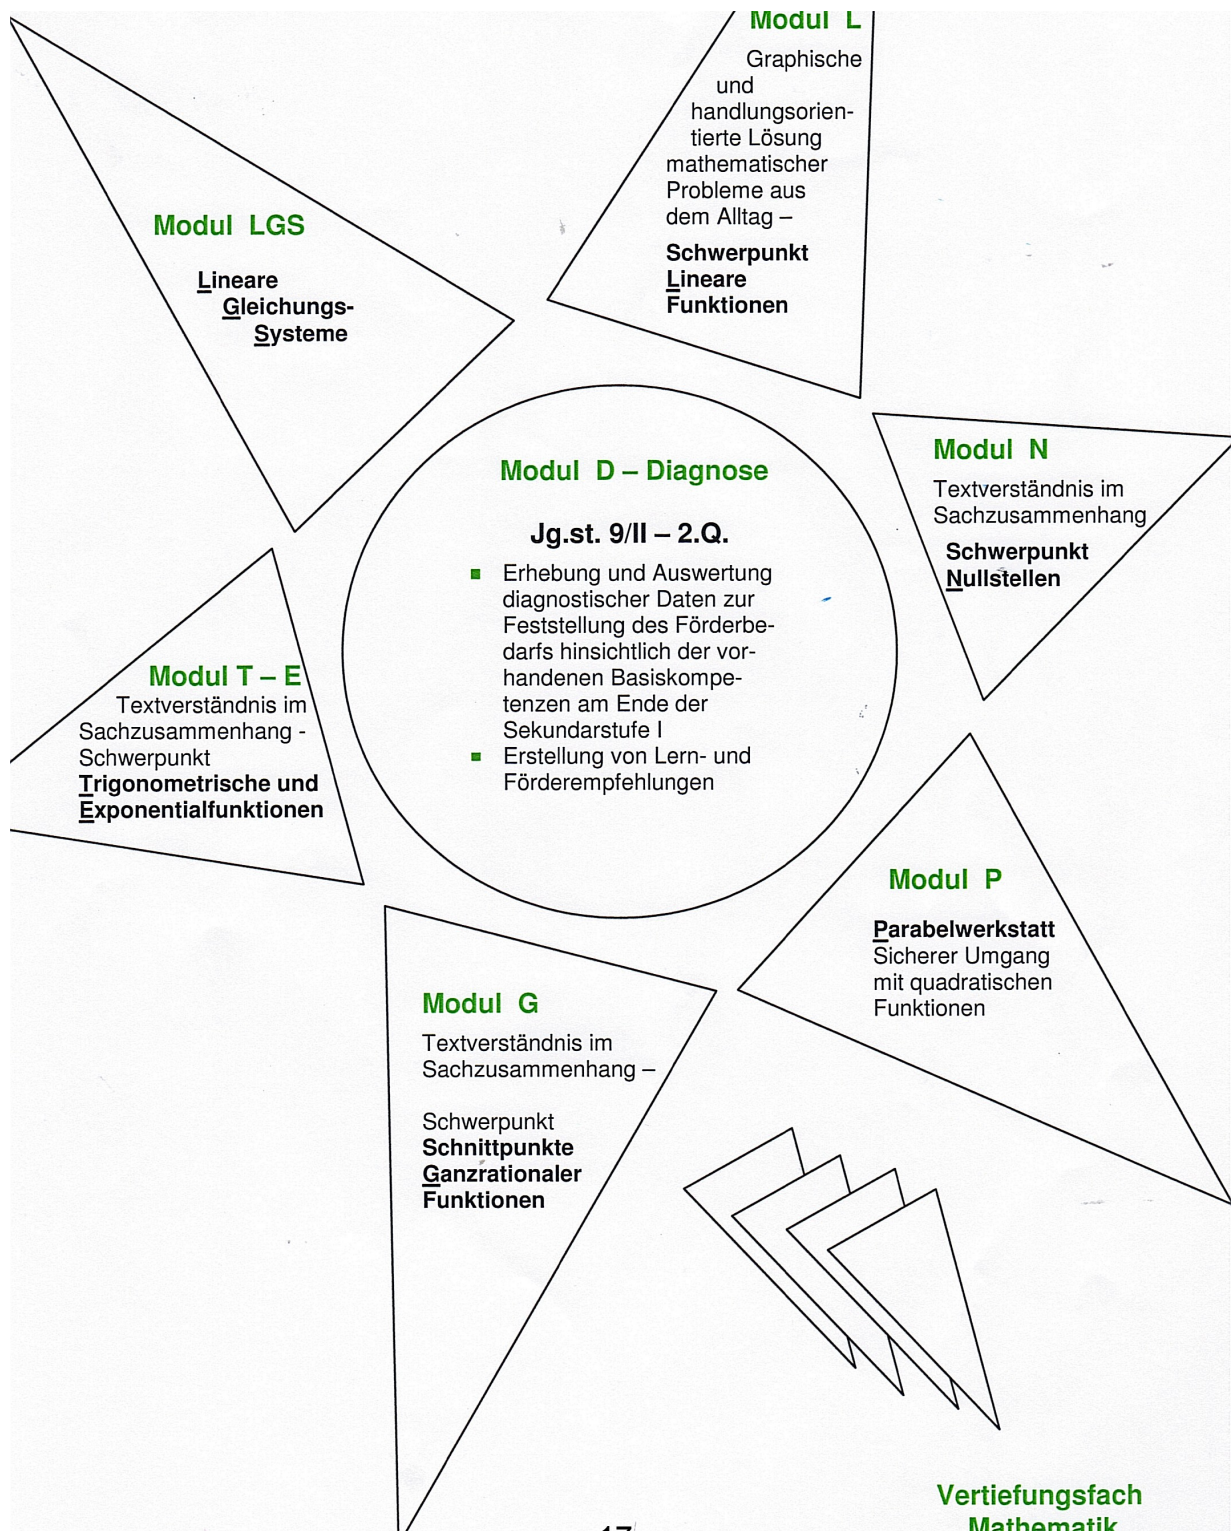 Modul L
Graphische
und
handlungsorien-
tierte Lösung
mathematischer
Probleme aus
dem Alltag –
Schwerpunkt
Lineare
Funktionen
Modul LGS
Lineare
Gleichungs-
Systeme
Modul N
Textverständnis im
Sachzusammenhang
Schwerpunkt
Nullstellen
Modul D – Diagnose
Jg.st. 9/II – 2.Q.
Erhebung und Auswertung
diagnostischer Daten zur
Feststellung des Förderbe-
darfs hinsichtlich der vor-
handenen Basiskompe-
tenzen am Ende der
Sekundarstufe I
Erstellung von Lern- und
Förderempfehlungen
Modul T – E
Textverständnis im
Sachzusammenhang -
Schwerpunkt
Trigonometrische und
Exponentialfunktionen
Modul P
Parabelwerkstatt
Sicherer Umgang
mit quadratischen
Funktionen
Modul G
Textverständnis im
Sachzusammenhang –
Schwerpunkt
Schnittpunkte
Ganzrationaler
Funktionen
Vertiefungsfach
Mathematik
17